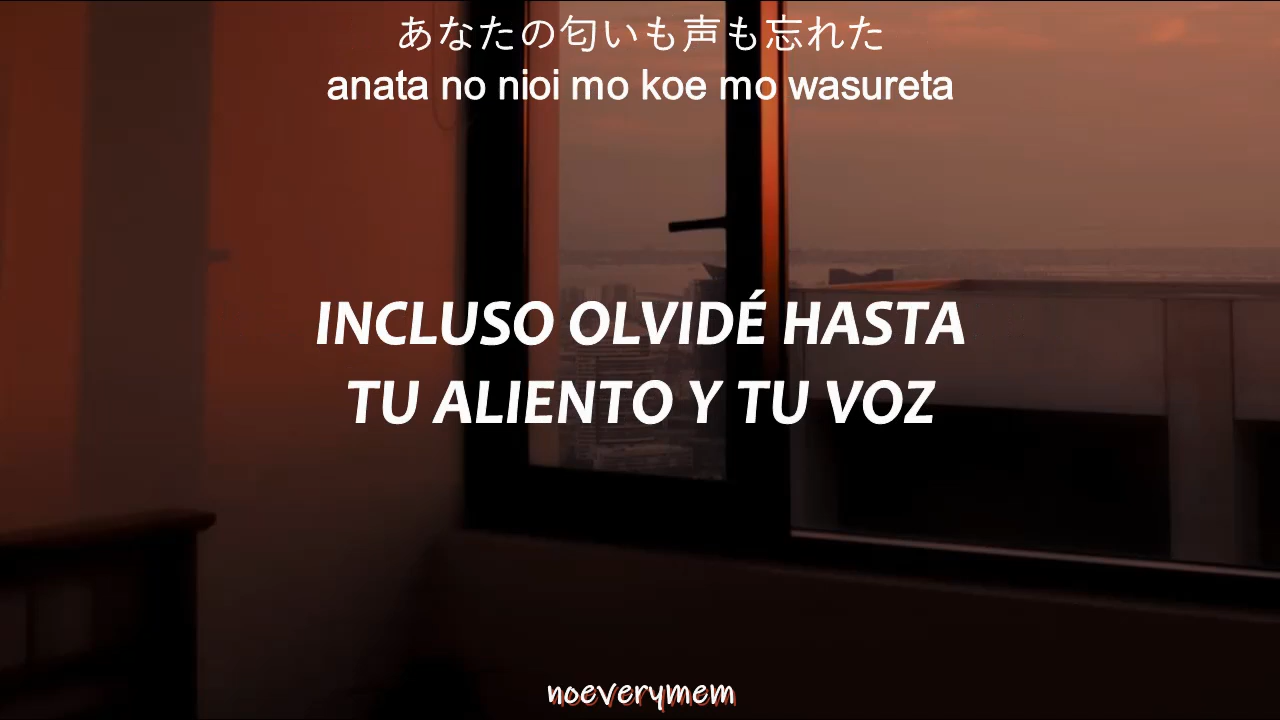 あなたの匂いも声も忘れた
anata no nioi mo koe mo wasureta
INCLUSO OLVIDÉ HASTA
TU ALIENTO Y TU VOZ
noeverymem